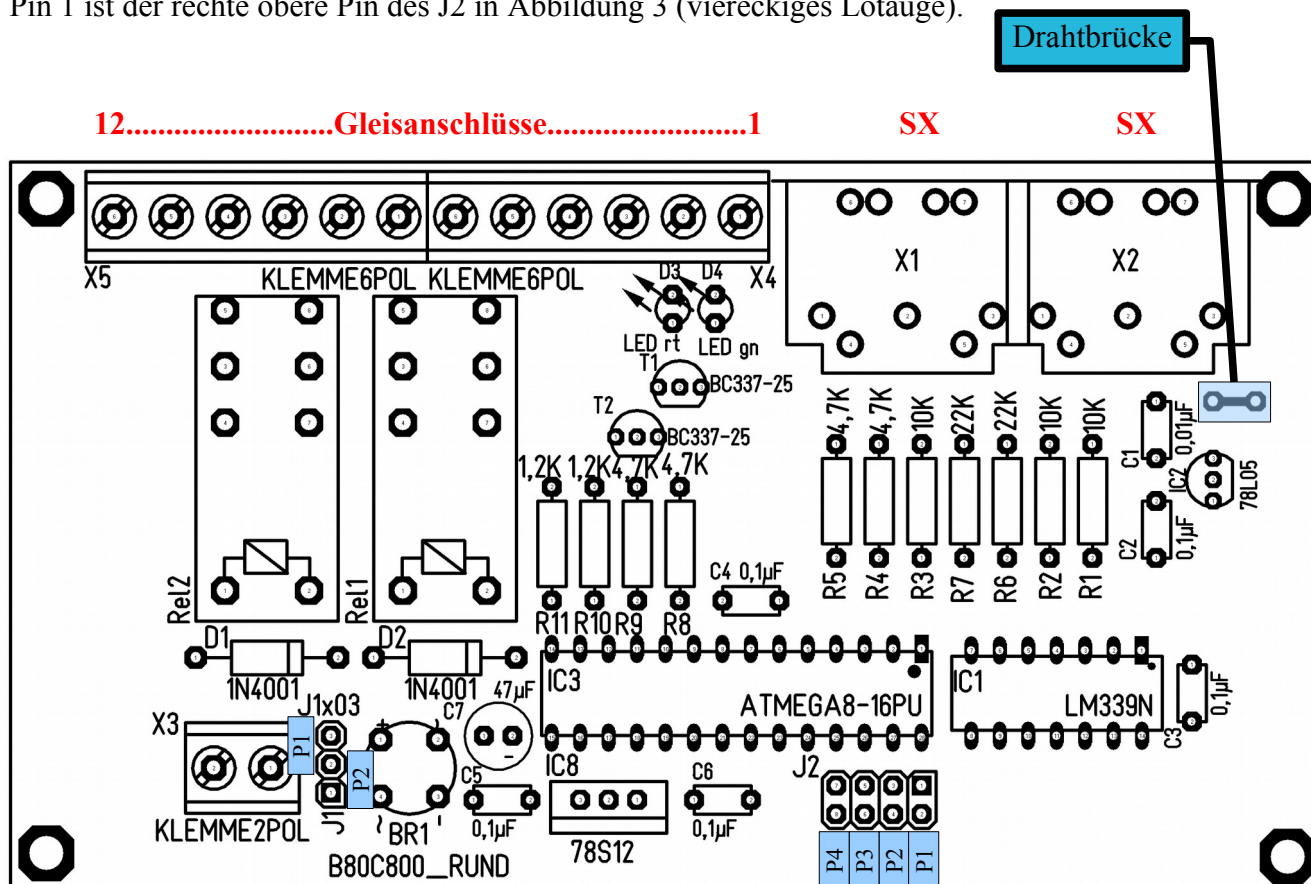 Pin 1 ist der rechte obere Pin des J2 in Abbildung 3 (viereckiges Lötauge).
Drahtbrücke
12..........................Gleisanschlüsse.........................1
SX
SX
X5
KLEMME6POL
KLEMME6POL
X4
D3
D4
LED rt
LED gn
X1
X2
T1
BC337-25
T2
BC337-25
1,2K
1,2K
4,7K
4,7K
4,7K
4,7K
10K
22K
22K
10K
10K
0,01µF
C1
IC2
78L05
C2
0,1µF
R5
R4
R3
R7
R6
R2
R1
C4 0,1µF
Rel2
Rel1
R11
R10
R9
R8
D1
1N4001
D2
1N4001
IC3
ATMEGA8-16PU
IC1
LM339N
0,1µF
C3
X3
KLEMME2POL
J1x03
P1
P2
J1
+
~
~
-
BR1
B80C800_RUND
47µF
C7
-
C5
0,1µF
IC8
78S12
C6
0,1µF
J2
P4
P3
P2
P1